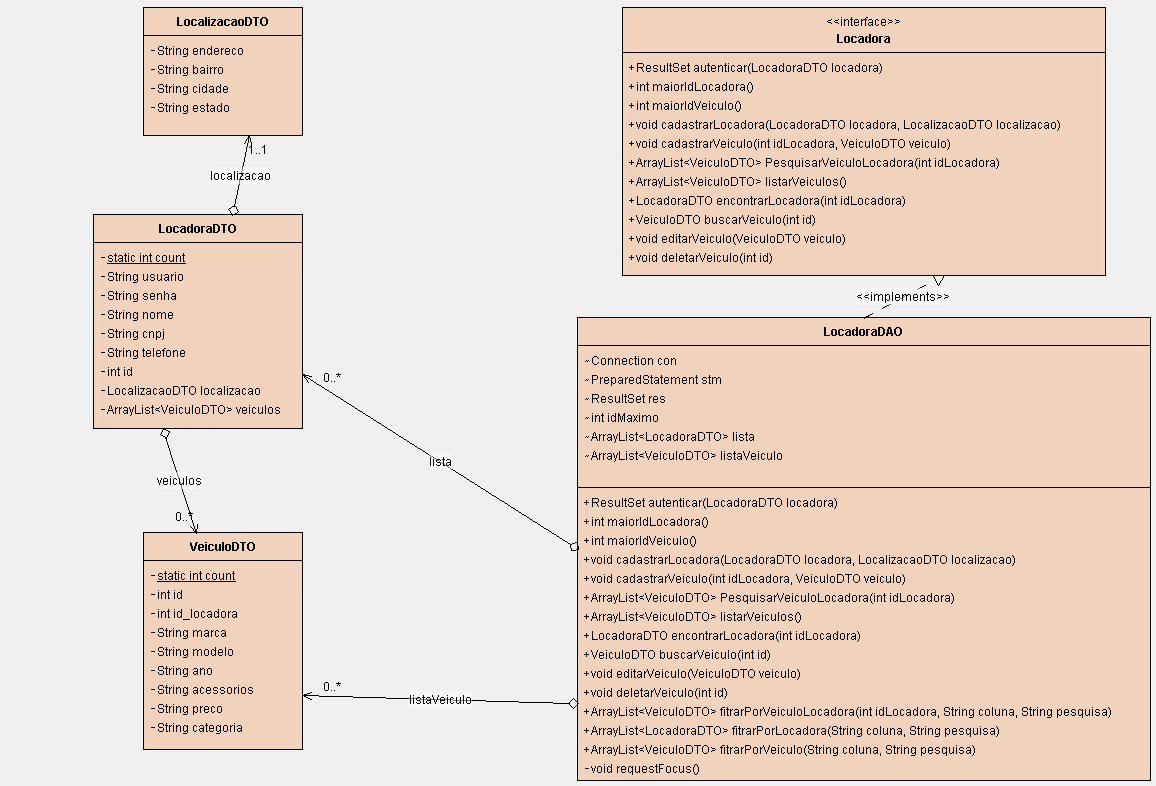 LocalizacaoDTO
-String endereco
-String bairro
-String cidade
-String estado
1..1
localizacao
LocadoraDTO
-static int count
-String usuario
-String senha
-String nome
-String cnpj
-String telefone
-int id
-LocalizacaoDTO localizacao
-ArrayList<VeiculoDTO> veiculos
veiculos
0..*
VeiculoDTO
-static int count
-int id
-int id_locadora
-String marca
-String modelo
-String ano
-String acessorios
-String preco
-String categoria
<<interface>>
Locadora
+ResultSet autenticar(LocadoraDTO locadora)
+int maiorIdLocadora()
+int maiorIdVeiculo()
+void cadastrarLocadora(LocadoraDTO locadora, LocalizacaoDTO localizacao)
+void cadastrarVeiculo(int idLocadora, VeiculoDTO veiculo)
+ArrayList<VeiculoDTO> PesquisarVeiculoLocadora(int idLocadora)
+ArrayList<VeiculoDTO> listarVeiculos()
+LocadoraDTO encontrarLocadora(int idLocadora)
+VeiculoDTO buscarVeiculo(int id)
+void editarVeiculo(VeiculoDTO veiculo)
+void deletarVeiculo(int id)
<<implements>>
0..*
lista
0..*
listaVeiculo
LocadoraDAO
~Connection con
~PreparedStatement stm
~ResultSet res
~int idMaximo
~ArrayList<LocadoraDTO> lista
~ArrayList<VeiculoDTO> listaVeiculo
+ResultSet autenticar(LocadoraDTO locadora)
+int maiorIdLocadora()
+int maiorIdVeiculo()
+void cadastrarLocadora(LocadoraDTO locadora, LocalizacaoDTO localizacao)
+void cadastrarVeiculo(int idLocadora, VeiculoDTO veiculo)
+ArrayList<VeiculoDTO> PesquisarVeiculoLocadora(int idLocadora)
+ArrayList<VeiculoDTO> listarVeiculos()
+LocadoraDTO encontrarLocadora(int idLocadora)
+VeiculoDTO buscarVeiculo(int id)
+void editarVeiculo(VeiculoDTO veiculo)
+void deletarVeiculo(int id)
+ArrayList<VeiculoDTO> fitrarPorVeiculoLocadora(int idLocadora, String coluna, String pesquisa)
+ArrayList<LocadoraDTO> fitrarPorLocadora(String coluna, String pesquisa)
+ArrayList<VeiculoDTO> fitrarPorVeiculo(String coluna, String pesquisa)
-void requestFocus()